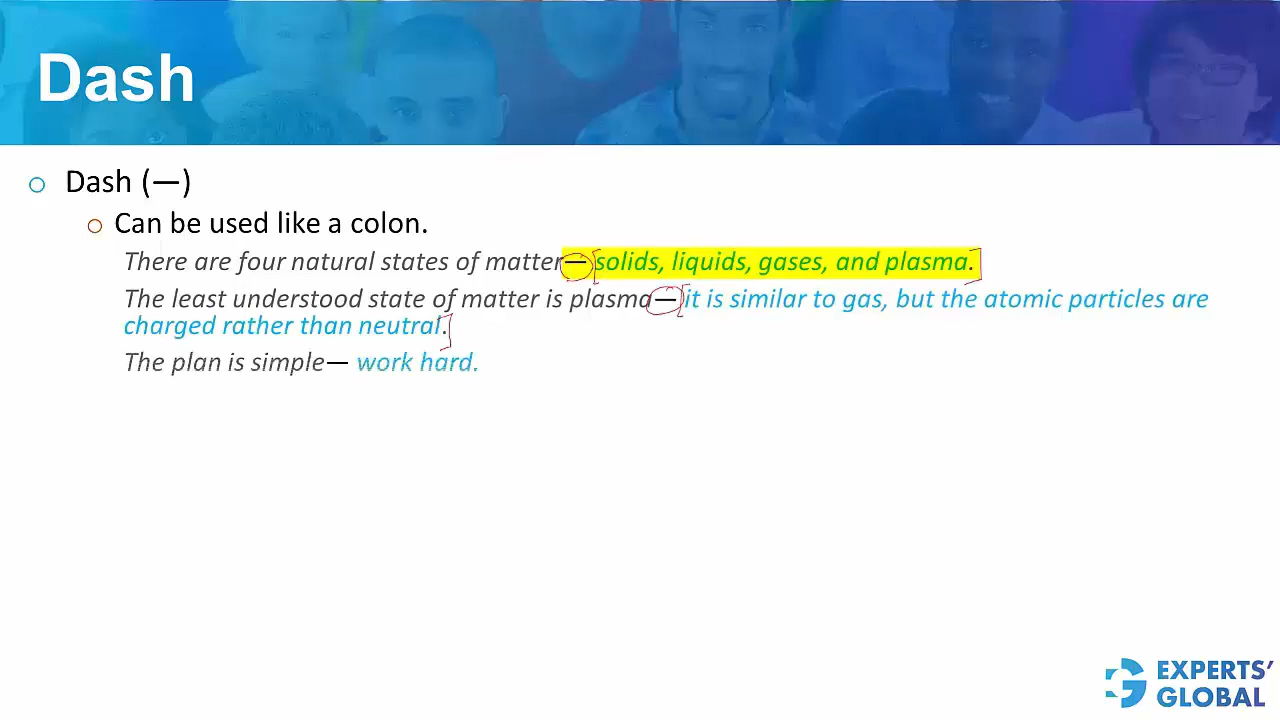 Dash
Dash (—)
Can be used like a colon.
There are four natural states of matter— solids, liquids, gases, and plasma.
The least understood state of matter is plasma—it is similar to gas, but the atomic particles are
charged rather than neutral.
The plan is simple— work hard.
EXPERTS'
GLOBAL